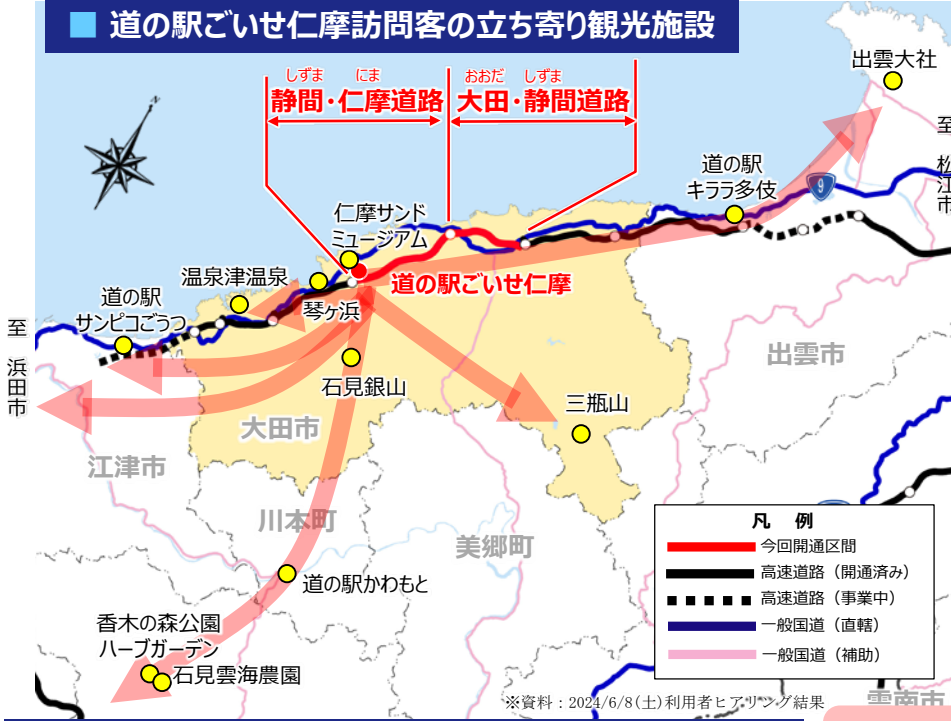 ■ 道の駅ごいせ仁摩訪問客の立ち寄り観光施設
出雲大社
しずま にま
静間・仁摩道路
おおだ しずま
大田・静間道路
至 松江市
道の駅
キララ多伎
9
仁摩サンド
ミュージアム
温泉津温泉
道の駅ごいせ仁摩
琴ヶ浜
道の駅
サンピコごうつ
至 浜田市
石見銀山
出雲市
三瓶山
大田市
江津市
川本町
美郷町
道の駅かわもと
香木の森公園
ハーブガーデン
石見雲海農園
凡 例
今回開通区間
高速道路（開通済み）
高速道路（事業中）
一般国道（直轄）
一般国道（補助）
※資料：2024/6/8(土)利用者ヒアリング結果
雲南市